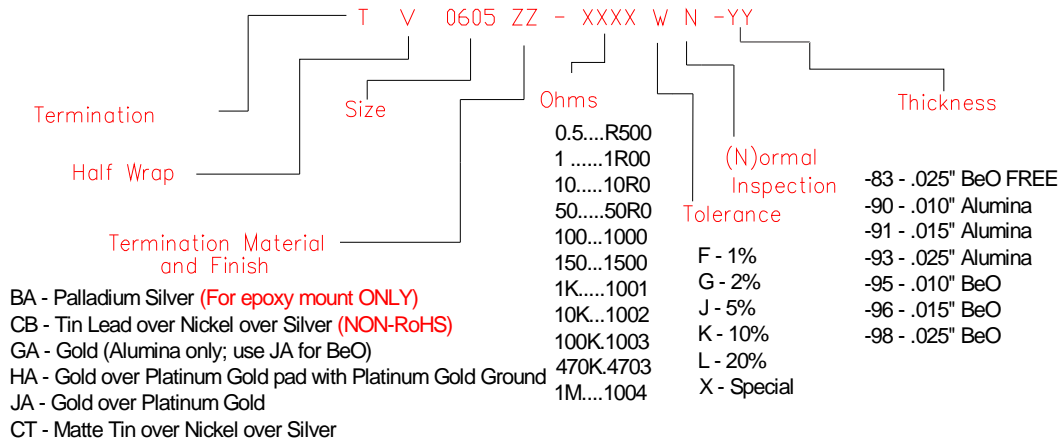 T V 0605 ZZ - XXXX W N -YY
Termination
Half Wrap
Size
Termination Material
and Finish
BA - Palladium Silver (For epoxy mount ONLY)
CB - Tin Lead over Nickel over Silver (NON-RoHS)
GA - Gold (Alumina only; use JA for BeO)
HA - Gold over Platinum Gold pad with Platinum Gold Ground
JA - Gold over Platinum Gold
CT - Matte Tin over Nickel over Silver
Ohms
0.5....R500
1 ......1R00
10....10R0
50.....50R0
100...1000
150...1500
1K.....1001
10K...1002
100K.1003
470K.4703
1M....1004
Tolerance
F - 1%
G - 2%
J - 5%
K - 10%
L - 20%
X - Special
(N)ormal
Inspection
Thickness
-83 - .025" BeO FREE
-90 - .010" Alumina
-91 - .015" Alumina
-93 - .025" Alumina
-95 - .010" BeO
-96 - .015" BeO
-98 - .025" BeO